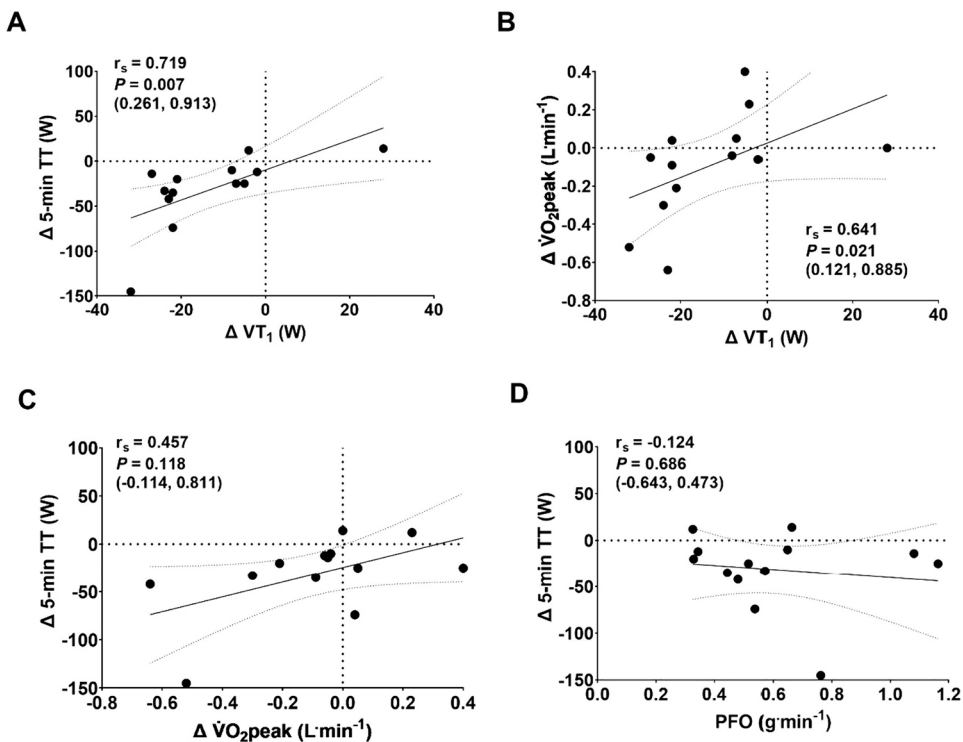 A
r_s = 0.719
P = 0.007
(0.261, 0.913)
100
50
0
-50
-100
-150
-40
-20
0
20
40
Δ 5-min TT (W)
Δ VT₁ (W)
B
0.4
0.2
0.0
-0.2
-0.4
-0.6
-0.8
-40
-20
0
20
40
Δ V̇O₂peak (L·min⁻¹)
r_s = 0.641
P = 0.021
(0.121, 0.885)
Δ VT₁ (W)
C
r_s = 0.457
P = 0.118
(-0.114, 0.811)
100
50
0
-50
-100
-150
-0.8
-0.6
-0.4
-0.2
0.0
0.2
0.4
Δ 5-min TT (W)
Δ V̇O₂peak (L·min⁻¹)
D
r_s = -0.124
P = 0.686
(-0.643, 0.473)
100
50
0
-50
-100
-150
0.0
0.2
0.4
0.6
0.8
1.0
1.2
Δ 5-min TT (W)
PFO (g·min⁻¹)